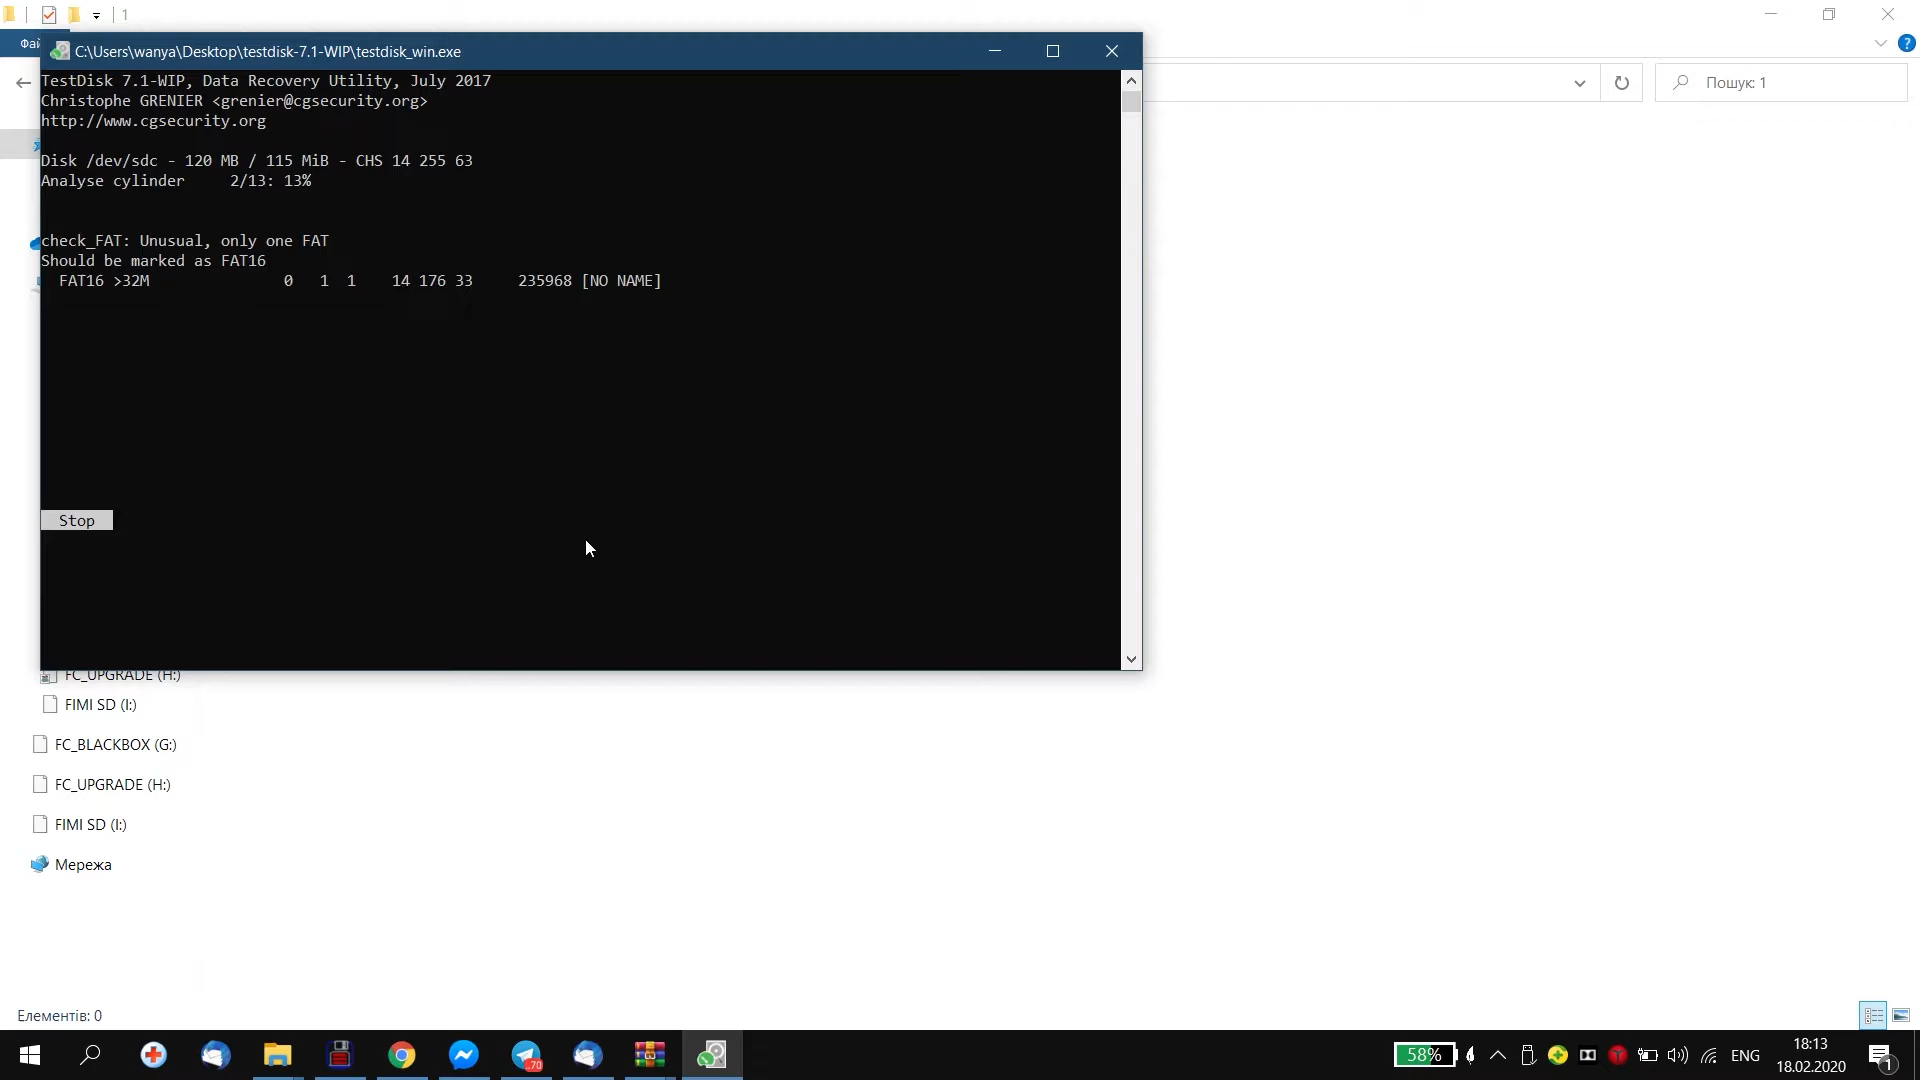 1
Фай
C:\Users\wanya\Desktop\testdisk-7.1-WIP\testdisk_win.exe
Пошук: 1
TestDisk 7.1-WIP, Data Recovery Utility, July 2017
Christophe GRENIER <grenier@cgsecurity.org>
http://www.cgsecurity.org
Disk /dev/sdc - 120 MB / 115 MiB - CHS 14 255 63
Analyse cylinder     2/13: 13%
check_FAT: Unusual, only one FAT
Should be marked as FAT16
FAT16 >32M               0   1  1    14 176 33     235968 [NO NAME]
Stop
FC_UPGRADE (H:)
FIMI SD (I:)
FC_BLACKBOX (G:)
FC_UPGRADE (H:)
FIMI SD (I:)
Мережа
Елементів: 0
70
58%
ENG
18:13
18.02.2020
1